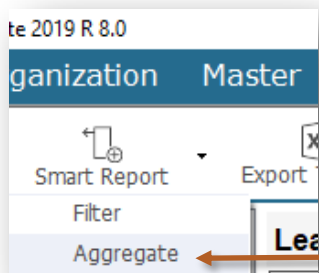 te 2019 R 8.0
ganization Master
Smart Report Export
Filter
Aggregate
Lea